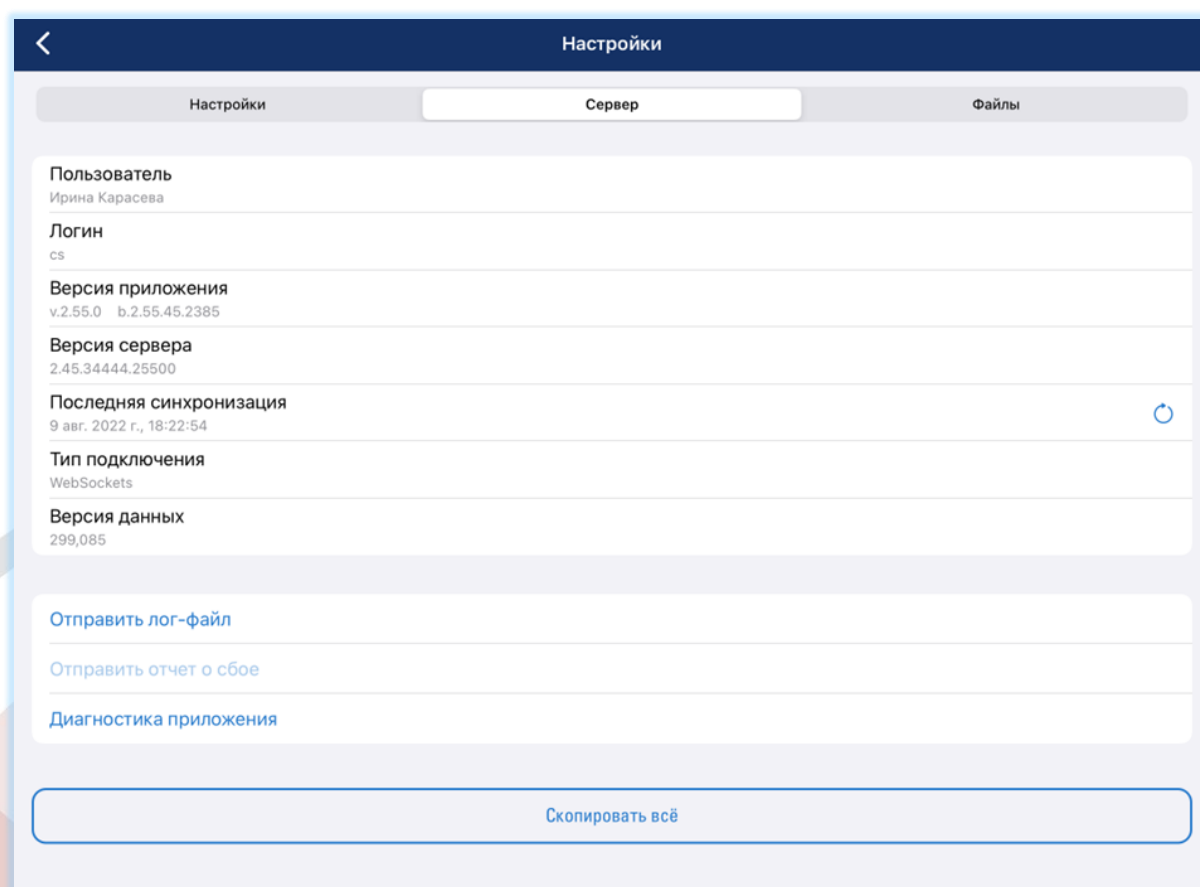 Настройки
Настройки Сервер Файлы
Пользователь
Ирина Карасева
Логин
cs
Версия приложения
v.2.55.0 b.2.55.45.2385
Версия сервера
2.45.34444.25500
Последняя синхронизация
9 авг. 2022 г., 18:22:54
Тип подключения
WebSockets
Версия данных
299,085
Отправить лог-файл
Отправить отчет о сбое
Диагностика приложения
Скопировать всё